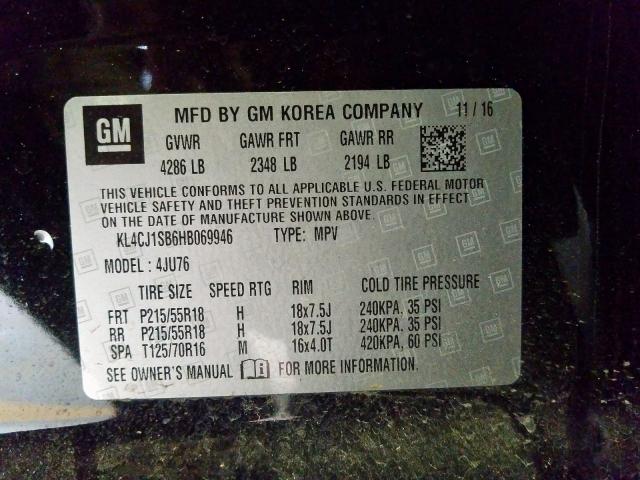 GM
MFD BY GM KOREA COMPANY 11 / 16
GVWR GAWR FRT GAWR RR
4286 LB 2348 LB 2194 LB
THIS VEHICLE CONFORMS TO ALL APPLICABLE U.S. FEDERAL MOTOR
VEHICLE SAFETY AND THEFT PREVENTION STANDARDS IN EFFECT
ON THE DATE OF MANUFACTURE SHOWN ABOVE.
KL4CJ1SB6HB069946 TYPE: MPV
MODEL : 4JU76
TIRE SIZE SPEED RTG RIM COLD TIRE PRESSURE
FRT P215/55R18 H 18x7.5J 240KPA, 35 PSI
RR P215/55R18 H 18x7.5J 240KPA, 35 PSI
SPA T125/70R16 M 16x4.0T 420KPA, 60 PSI
SEE OWNER'S MANUAL FOR MORE INFORMATION.